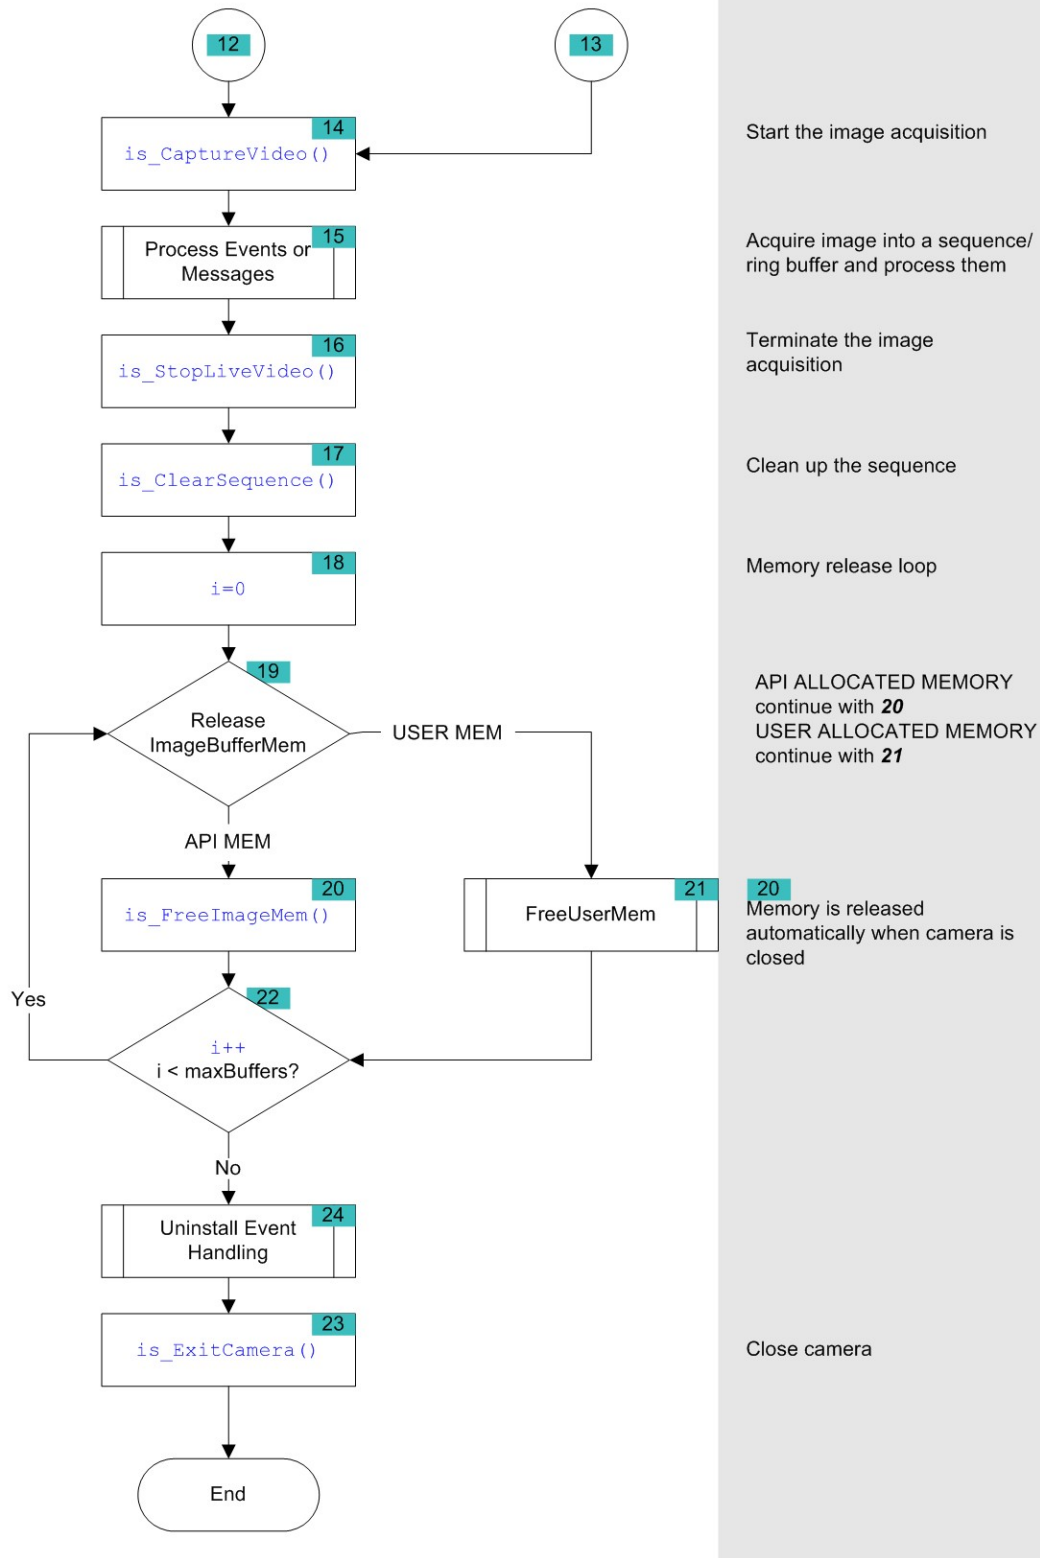 12
13
14
is_CaptureVideo()
Start the image acquisition
15
Process Events or
Messages
Acquire image into a sequence/
ring buffer and process them
16
is_StopLiveVideo()
Terminate the image
acquisition
17
is_ClearSequence()
Clean up the sequence
18
i=0
Memory release loop
19
Release
ImageBufferMem
USER MEM
API MEM
API ALLOCATED MEMORY
continue with 20
USER ALLOCATED MEMORY
continue with 21
20
is_FreeImageMem()
21
FreeUserMem
20
Memory is released
automatically when camera is
closed
Yes
22
i++
i < maxBuffers?
No
24
Uninstall Event
Handling
23
is_ExitCamera()
Close camera
End